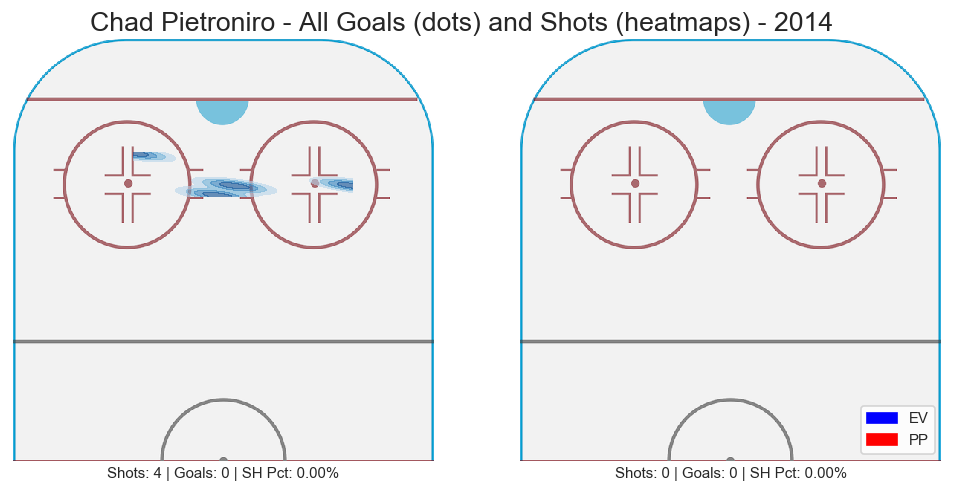 Chad Pietroniro - All Goals (dots) and Shots (heatmaps) - 2014
EV
PP
Shots: 4 | Goals: 0 | SH Pct: 0.00%
Shots: 0 | Goals: 0 | SH Pct: 0.00%